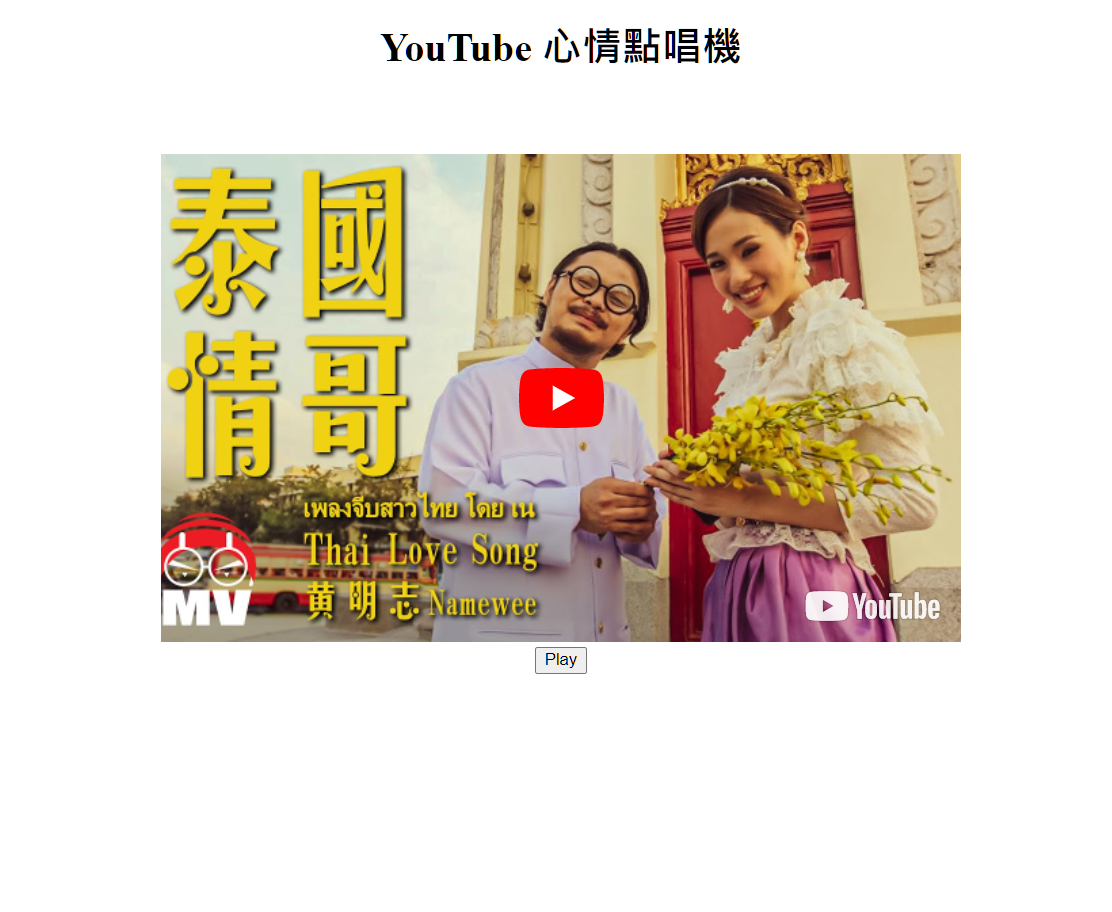 YouTube 心情點唱機
泰國
情哥
เพลงจีบสาวไทย โดย เน
Thai Love Song
黃明志 Namewee
MV
YouTube
Play